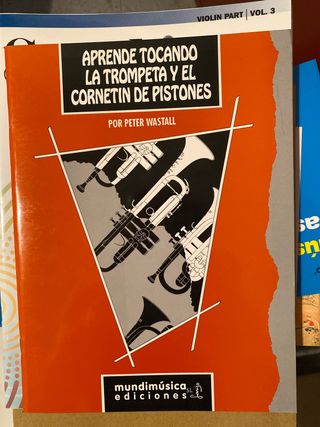 VIOLIN PART | VOL. 3
APRENDE TOCANDO
LA TROMPETA Y EL
CORNETIN DE PISTONES
POR PETER WASTALL
mundimúsica
ediciones S.L.